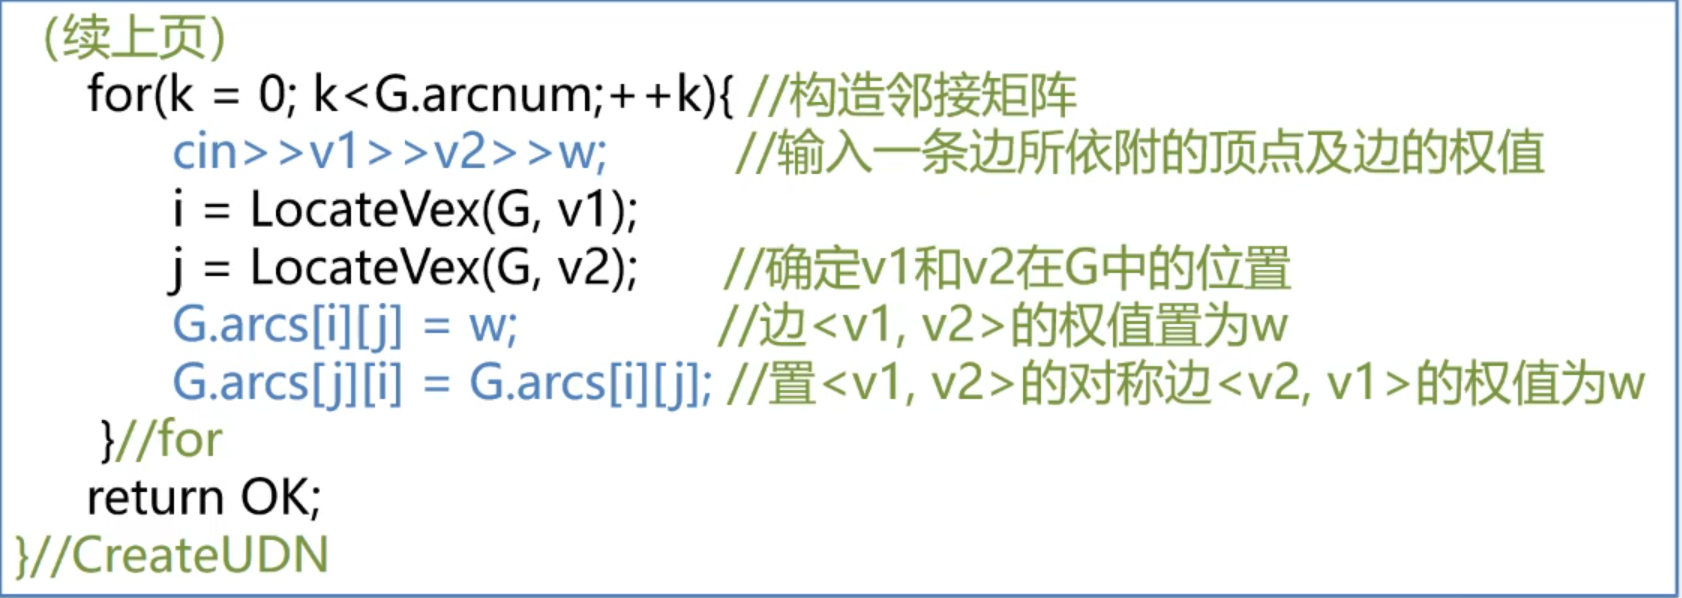 （续上页）
for(k = 0; k<G.arcnum;++k){ //构造邻接矩阵
cin>>v1>>v2>>w; //输入一条边所依附的顶点及边的权值
i = LocateVex(G, v1);
j = LocateVex(G, v2); //确定v1和v2在G中的位置
G.arcs[i][j] = w; //边<v1, v2>的权值置为w
G.arcs[j][i] = G.arcs[i][j]; //置<v1, v2>的对称边<v2, v1>的权值为w
}//for
return OK;
}//CreateUDN